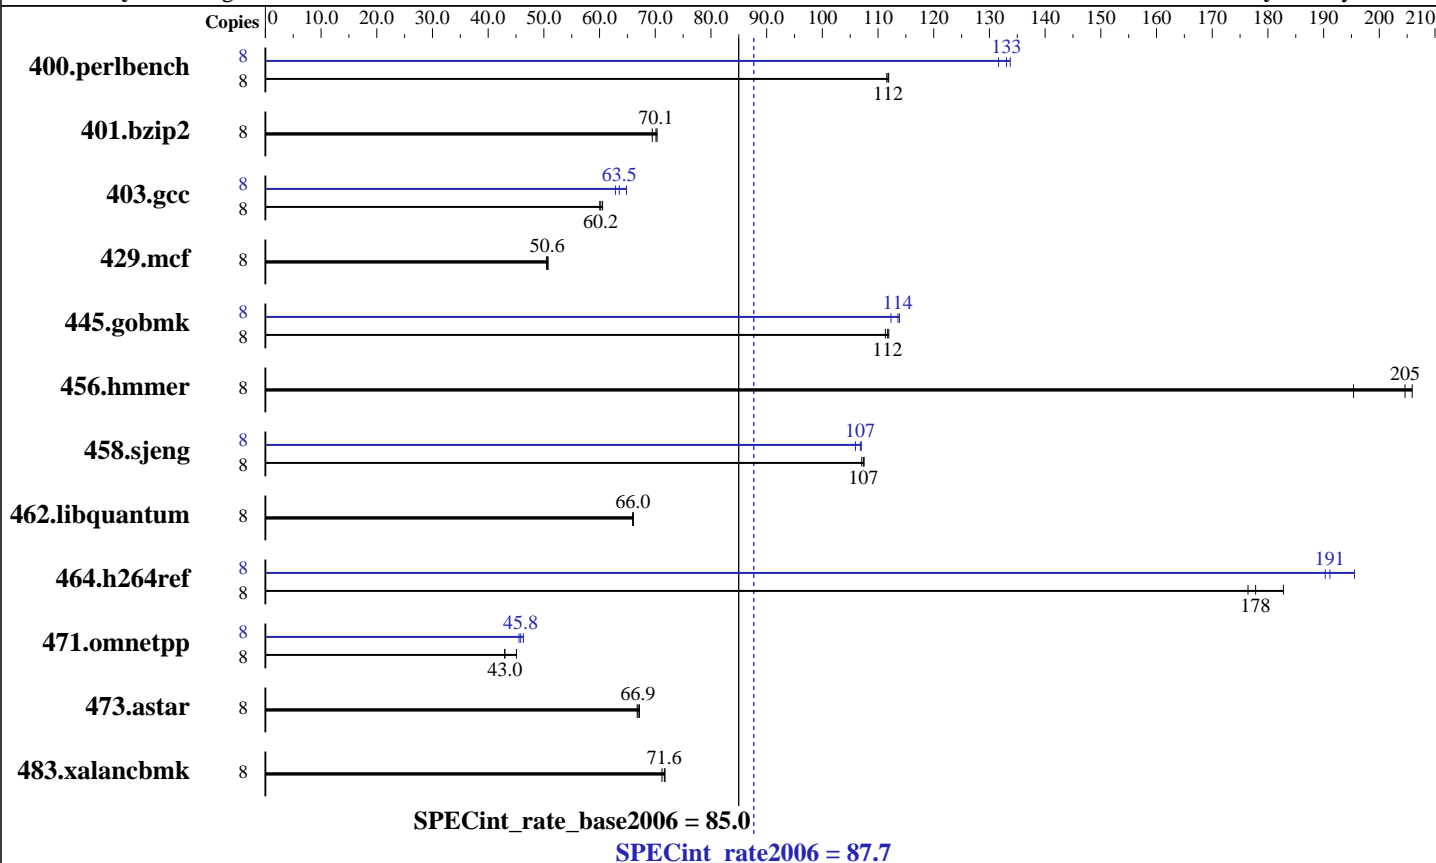 Copies 0 10.0 20.0 30.0 40.0 50.0 60.0 70.0 80.0 90.0 100 110 120 130 140 150 160 170 180 190 200 210
400.perlbench 8 133
8 112
401.bzip2 8 70.1
403.gcc 8 63.5
8 60.2
429.mcf 8 50.6
445.gobmk 8 114
8 112
456.hmmer 8 205
458.sjeng 8 107
8 107
462.libquantum 8 66.0
464.h264ref 8 191
8 178
471.omnetpp 8 45.8
8 43.0
473.astar 8 66.9
483.xalancbmk 8 71.6
SPECint_rate_base2006 = 85.0
SPECint_rate2006 = 87.7